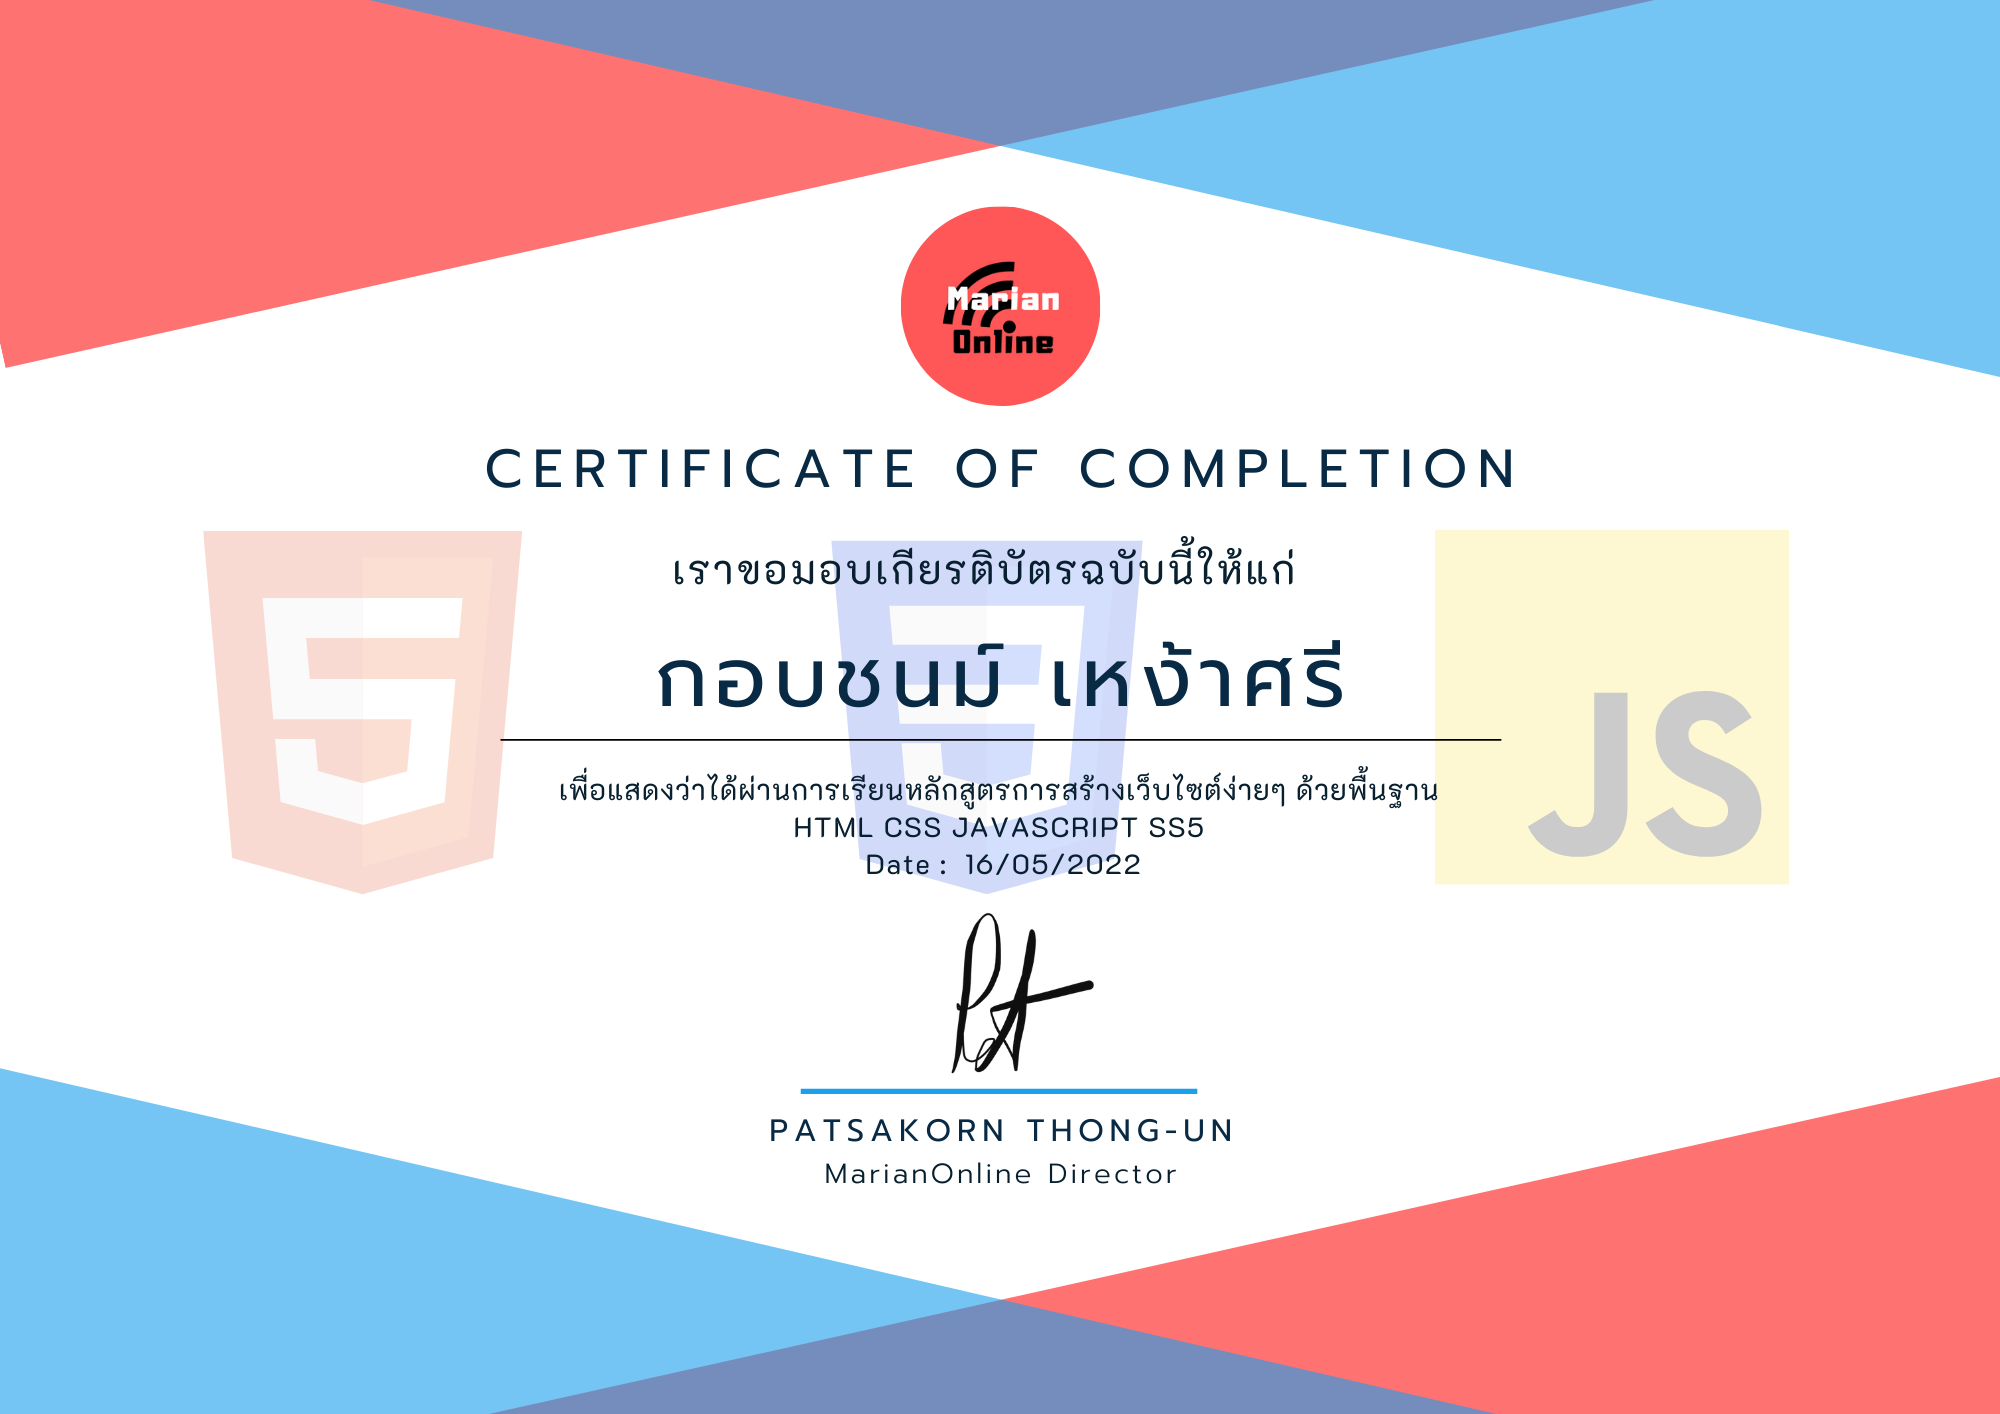 Marian
Online
CERTIFICATE OF COMPLETION
เราขอมอบเกียรติบัตรฉบับนี้ให้แก่
กอบชนม์ เหง้าศรี
เพื่อแสดงว่าได้ผ่านการเรียนหลักสูตรการสร้างเว็บไซต์ง่ายๆ ด้วยพื้นฐาน
HTML CSS JAVASCRIPT SS5
Date : 16/05/2022
JS
PATSAKORN THONG-UN
MarianOnline Director